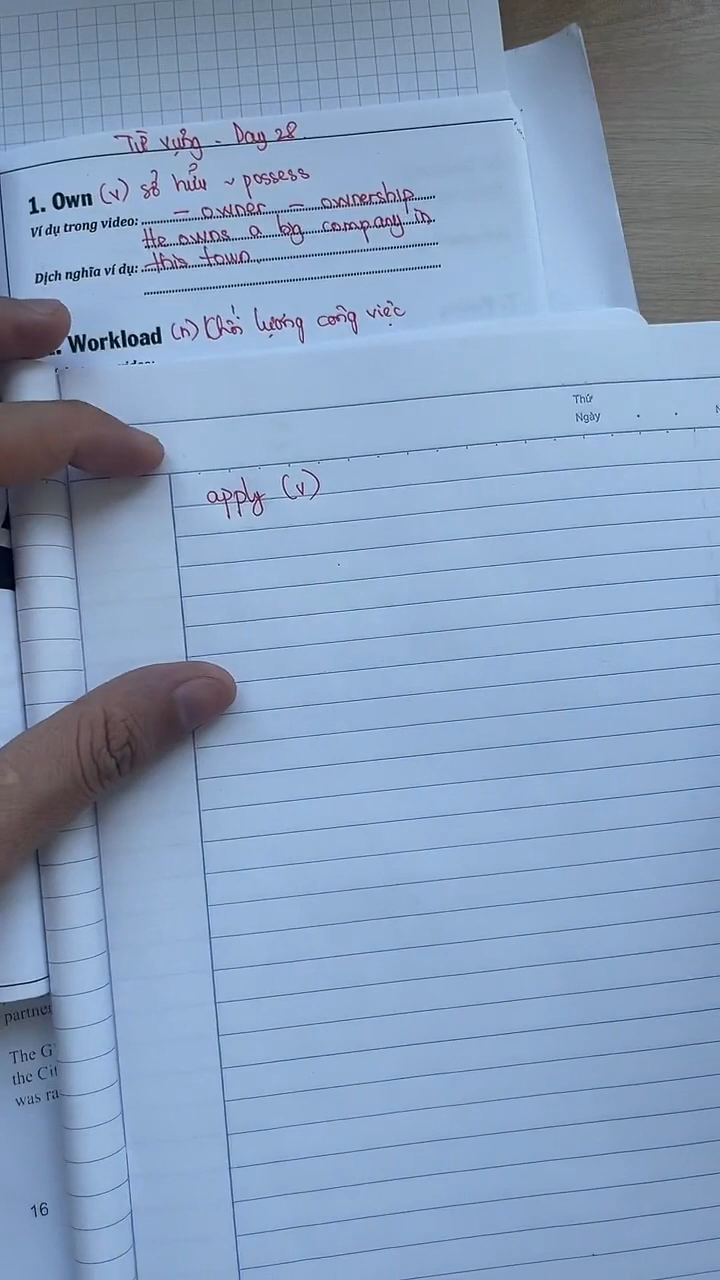 Từ vựng - Day 28
1. Own (v) sở hữu ~ possess
Ví dụ trong video: - owner - ownership
He owns a big company in
Dịch nghĩa ví dụ: this town
Workload (n) khối lượng công việc
Thứ
Ngày
apply (v)
partner
The G
the Cit
was ra
16